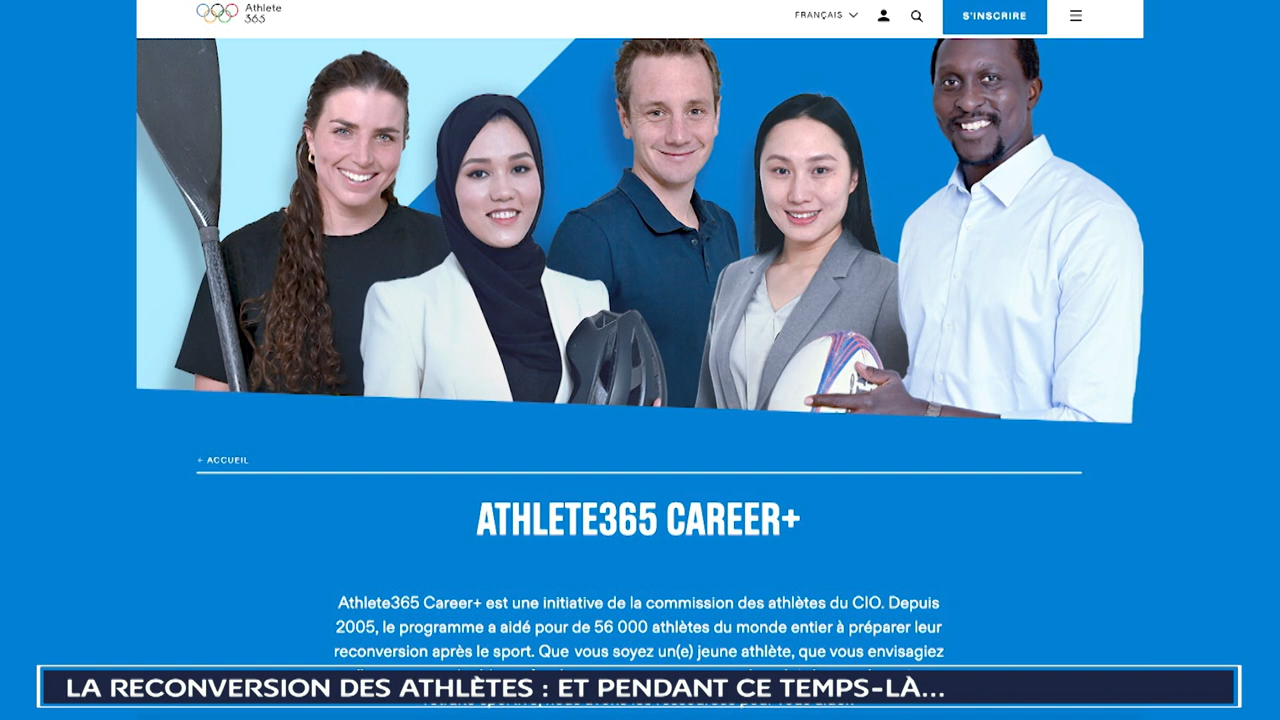 Athlete
365
FRANÇAIS
S'INSCRIRE
← ACCUEIL
ATHLETE365 CAREER+
Athlete365 Career+ est une initiative de la commission des athlètes du CIO. Depuis
2005, le programme a aidé pour de 56 000 athlètes du monde entier à préparer leur
reconversion après le sport. Que vous soyez un(e) jeune athlète, que vous envisagiez
LA RECONVERSION DES ATHLÈTES : ET PENDANT CE TEMPS-LÀ...